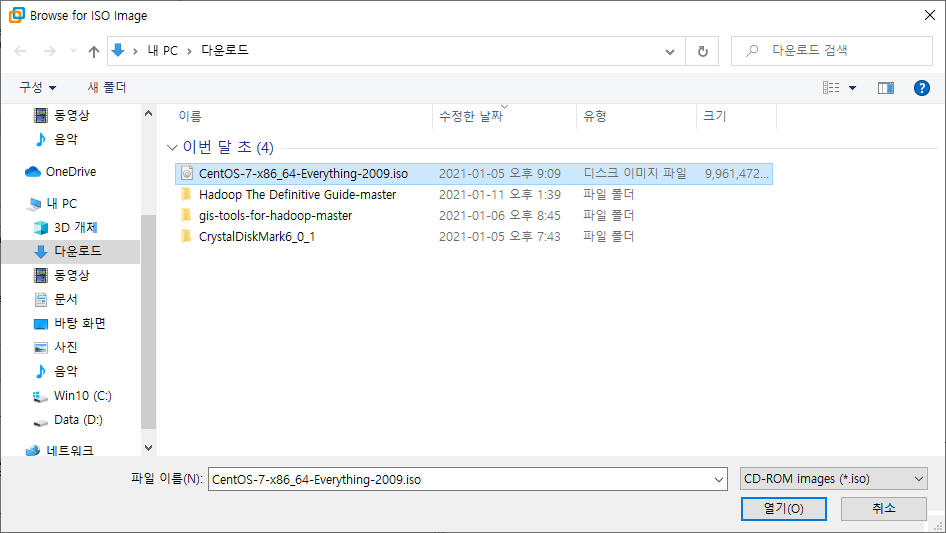 Browse for ISO Image
내 PC
다운로드
다운로드 검색
구성
새 폴더
동영상
음악
OneDrive
내 PC
3D 개체
다운로드
동영상
문서
바탕 화면
사진
음악
Win10 (C:)
Data (D:)
네트워크
이름 수정한 날짜 유형 크기
이번 달 초 (4)
CentOS-7-x86_64-Everything-2009.iso 2021-01-05 오후 9:09 디스크 이미지 파일 9,961,472...
Hadoop The Definitive Guide-master 2021-01-11 오후 1:39 파일 폴더
gis-tools-for-hadoop-master 2021-01-06 오후 8:45 파일 폴더
CrystalDiskMark6_0_1 2021-01-05 오후 7:43 파일 폴더
파일 이름(N): CentOS-7-x86_64-Everything-2009.iso CD-ROM images (*.iso)
열기(O) 취소